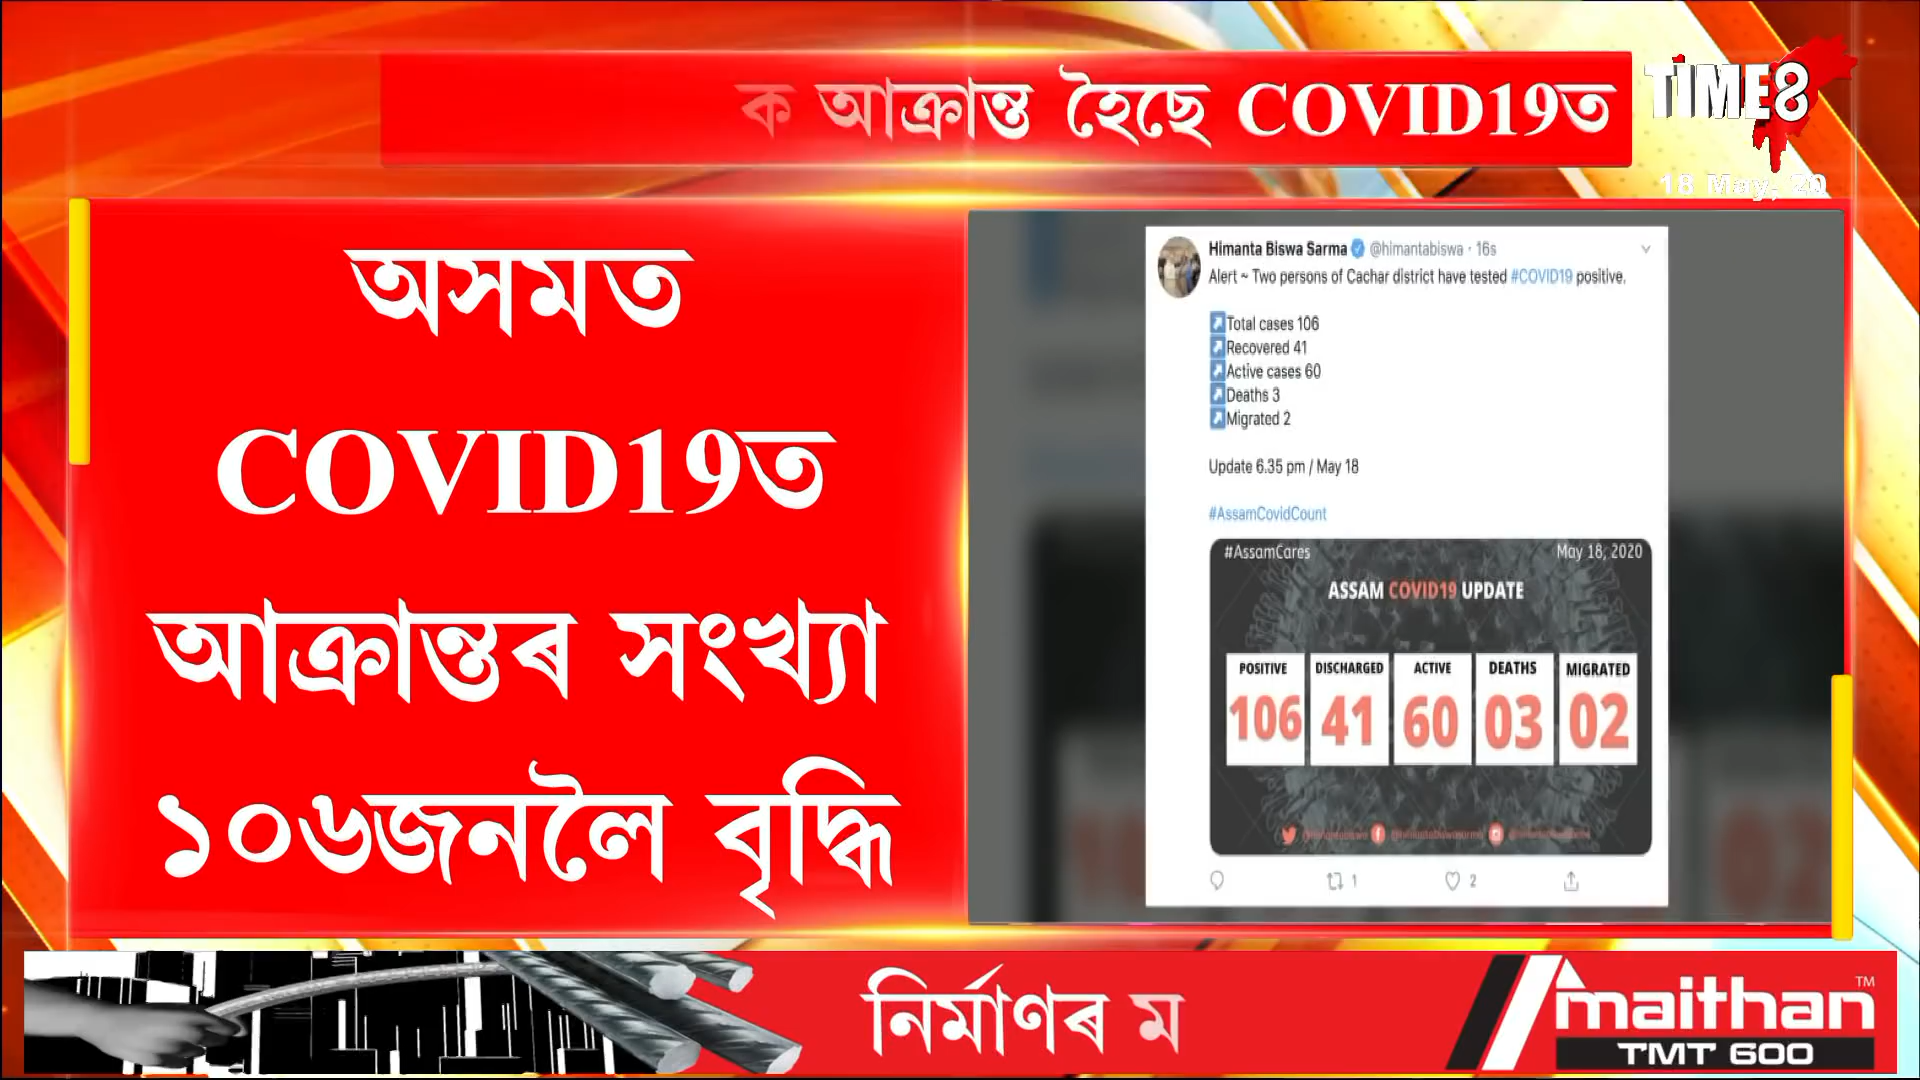 ক আক্ৰান্ত হৈছে COVID19ত
TIME8
18 May, 20
অসমত
COVID19ত
আক্ৰান্তৰ সংখ্যা
১০৬জনলৈ বৃদ্ধি
Himanta Biswa Sarma @himantabiswa · 16s
Alert ~ Two persons of Cachar district have tested #COVID19 positive.
Total cases 106
Recovered 41
Active cases 60
Deaths 3
Migrated 2
Update 6.35 pm / May 18
#AssamCovidCount
#AssamCares May 18, 2020
ASSAM COVID19 UPDATE
POSITIVE DISCHARGED ACTIVE DEATHS MIGRATED
106 41 60 03 02
1 2
নিৰ্মাণৰ ম
maithan™
TMT 600